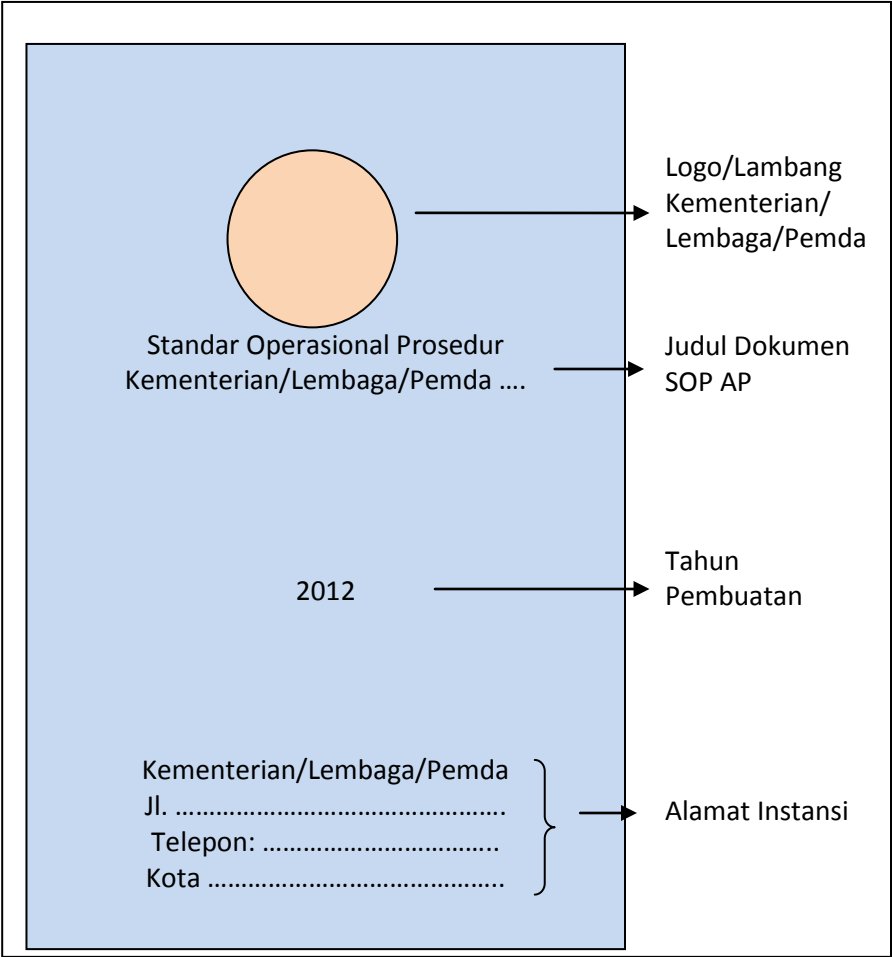 Logo/Lambang
Kementerian/
Lembaga/Pemda
Standar Operasional Prosedur
Kementerian/Lembaga/Pemda ....
Judul Dokumen
SOP AP
2012
Tahun
Pembuatan
Kementerian/Lembaga/Pemda
Jl. ................................................
Telepon: ..................................
Kota ...........................................
Alamat Instansi